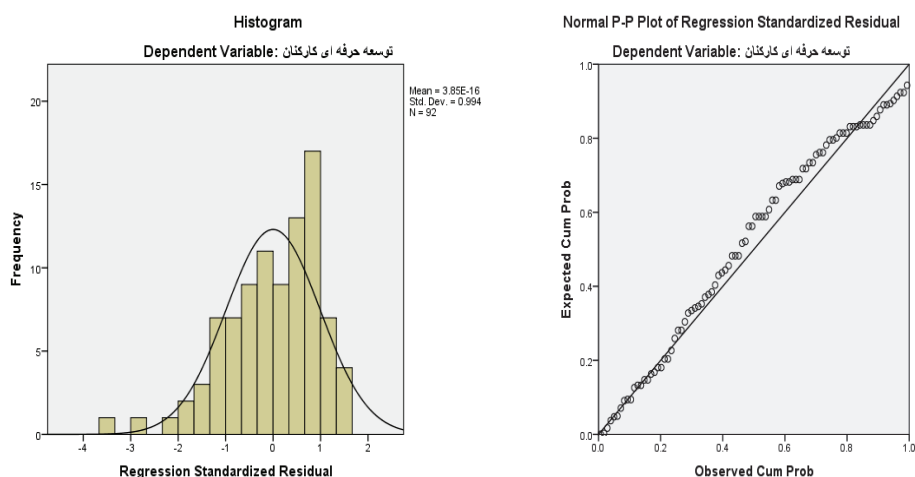 Histogram
Dependent Variable: توسعه حرفه ای کارکنان
Mean = 3.85E-16
Std. Dev. = 0.994
N = 92
Frequency
20
15
10
5
0
-4 -3 -2 -1 0 1 2
Regression Standardized Residual
Normal P-P Plot of Regression Standardized Residual
Dependent Variable: توسعه حرفه ای کارکنان
Expected Cum Prob
1.0
0.8
0.6
0.4
0.2
0.0
0.0 0.2 0.4 0.6 0.8 1.0
Observed Cum Prob